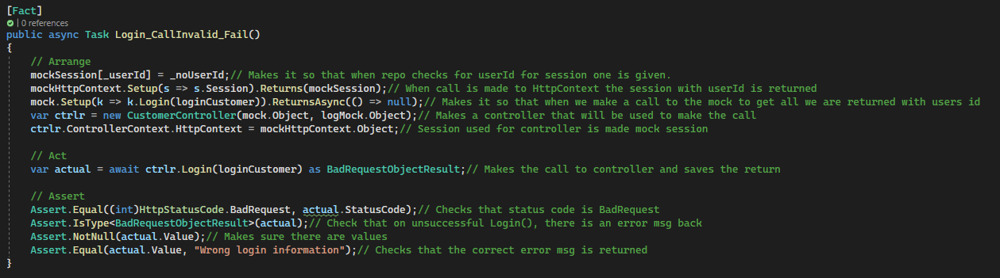 [Fact]
| 0 references
public async Task Login_CallInvalid_Fail()
{
// Arrange
mockSession[_userId] = _noUserId;// Makes it so that when repo checks for userId for session one is given.
mockHttpContext.Setup(s => s.Session).Returns(mockSession);// When call is made to HttpContext the session with userId is returned
mock.Setup(k => k.Login(loginCustomer)).ReturnsAsync(() => null);// Makes it so that when we make a call to the mock to get all we are returned with users id
var ctrlr = new CustomerController(mock.Object, logMock.Object);// Makes a controller that will be used to make the call
ctrlr.ControllerContext.HttpContext = mockHttpContext.Object;// Session used for controller is made mock session
// Act
var actual = await ctrlr.Login(loginCustomer) as BadRequestObjectResult;// Makes the call to controller and saves the return
// Assert
Assert.Equal((int)HttpStatusCode.BadRequest, actual.StatusCode);// Checks that status code is BadRequest
Assert.IsType<BadRequestObjectResult>(actual);// Check that on unsuccessful Login(), there is an error msg back
Assert.NotNull(actual.Value);// Makes sure there are values
Assert.Equal(actual.Value, "Wrong login information");// Checks that the correct error msg is returned
}